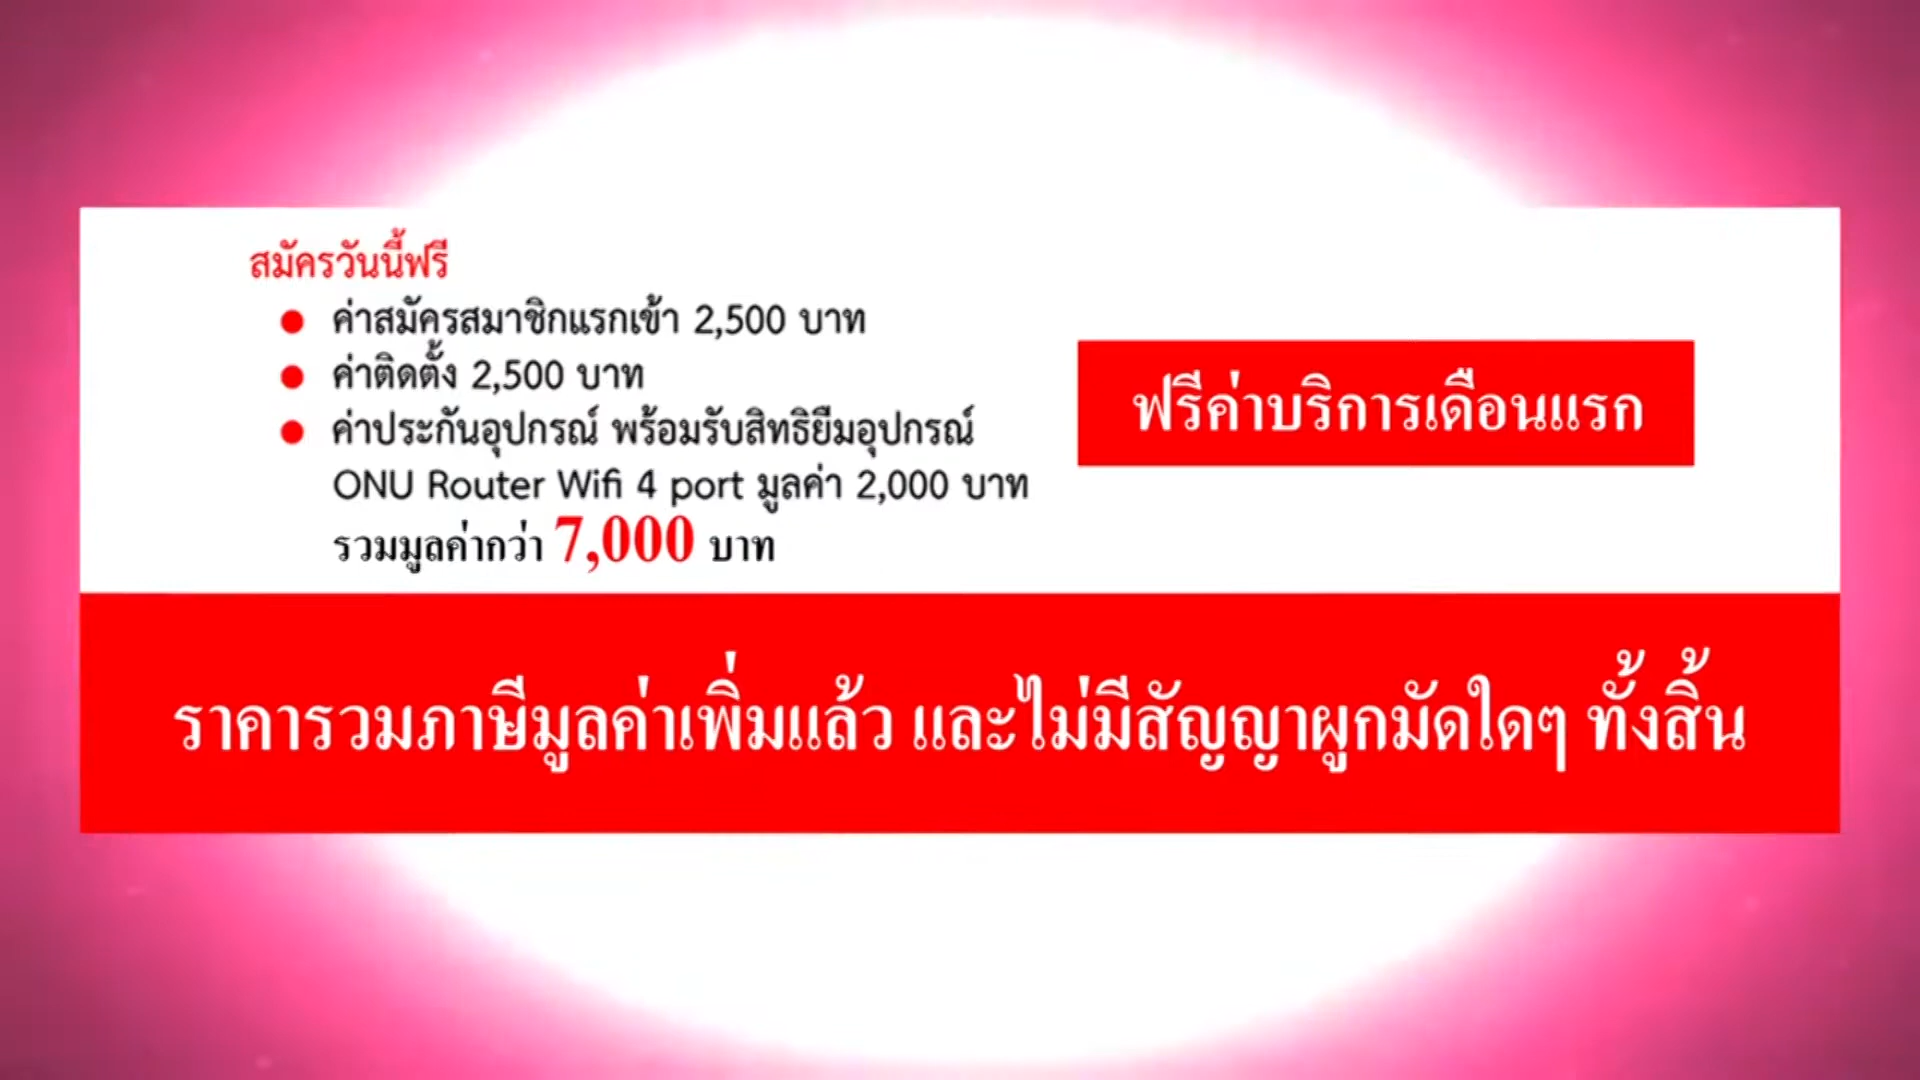 สมัครวันนี้ฟรี
● ค่าสมัครสมาชิกแรกเข้า 2,500 บาท
● ค่าติดตั้ง 2,500 บาท
● ค่าประกันอุปกรณ์ พร้อมรับสิทธิยืมอุปกรณ์
ONU Router Wifi 4 port มูลค่า 2,000 บาท
รวมมูลค่ากว่า 7,000 บาท
ฟรีค่าบริการเดือนแรก
ราคารวมภาษีมูลค่าเพิ่มแล้ว และไม่มีสัญญาผูกมัดใดๆ ทั้งสิ้น